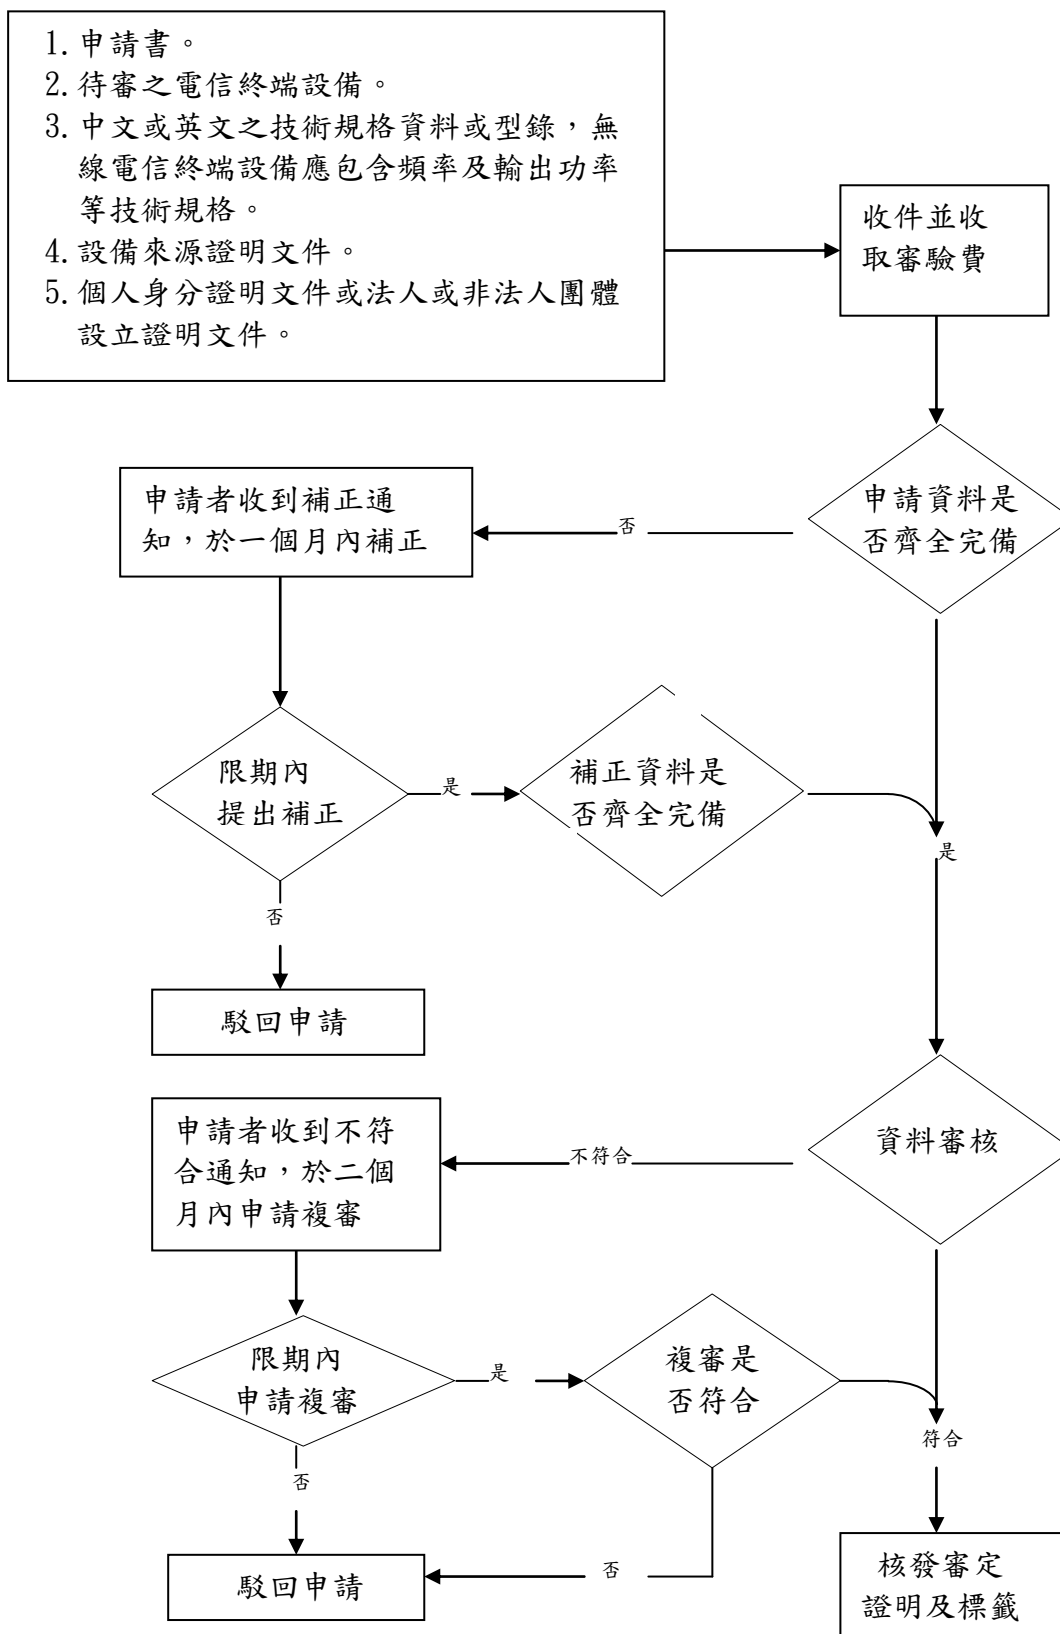 1. 申請書。
2. 待審之電信終端設備。
3. 中文或英文之技術規格資料或型錄，無
線電信終端設備應包含頻率及輸出功率
等技術規格。
4. 設備來源證明文件。
5. 個人身分證明文件或法人或非法人團體
設立證明文件。
收件並收
取審驗費
申請資料是
否齊全完備
否
申請者收到補正通
知，於一個月內補正
限期內
提出補正
是
補正資料是
否齊全完備
是
否
駁回申請
資料審核
不符合
申請者收到不符
合通知，於二個
月內申請複審
限期內
申請複審
是
複審是
否符合
符合
否
否
駁回申請
核發審定
證明及標籤